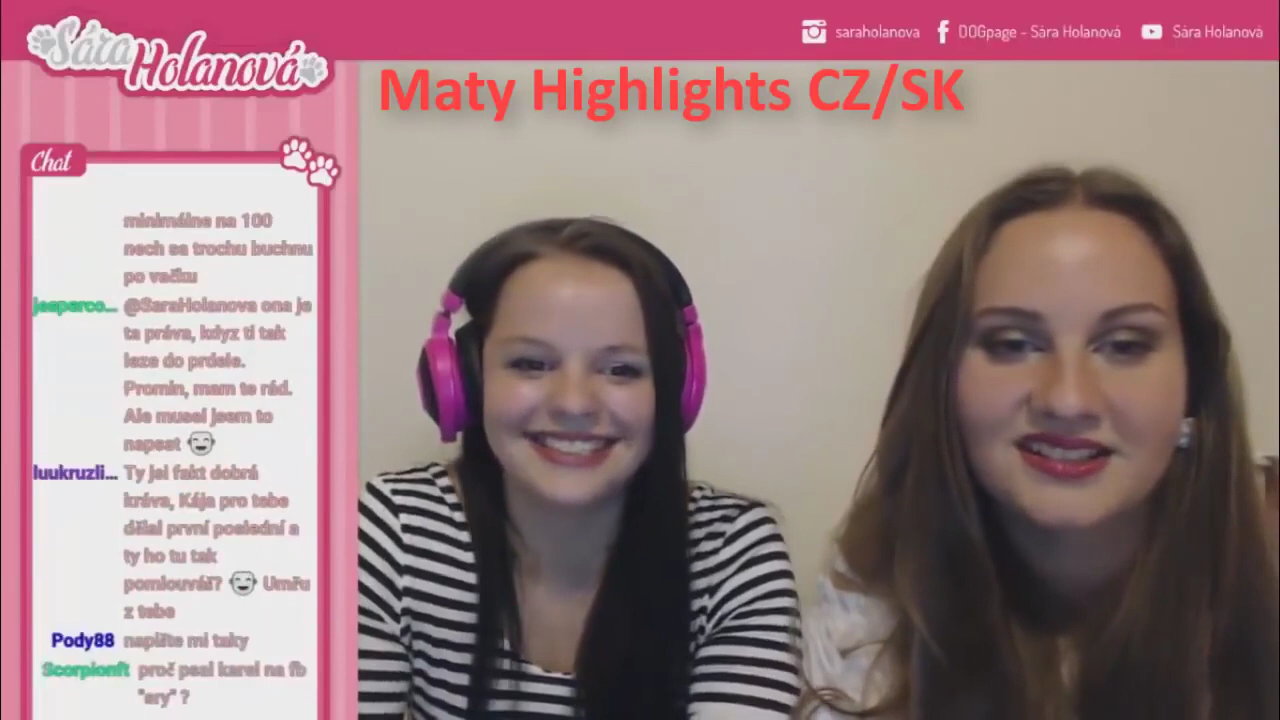 Sára Holanová
saraholanova
DOGpage - Sára Holanová
Sára Holanová
Maty Highlights CZ/SK
Chat
minimálne na 100
nech sa trochu buchnu
po vačku
jasperco... @SaraHolanova ona je
ta práva, kdyz ti tak
leze do prdele.
Promin, mam te rád.
Ale musel jsem to
napsat
luukruzli... Ty jsi fakt dobrá
kráva, Kája pro tebe
dělal první poslední a
ty ho tu tak
pomlouváš? Umřu
z tebe
Pody88 napište mi taky
Scorpionft proč psal karel na fb
"ery" ?